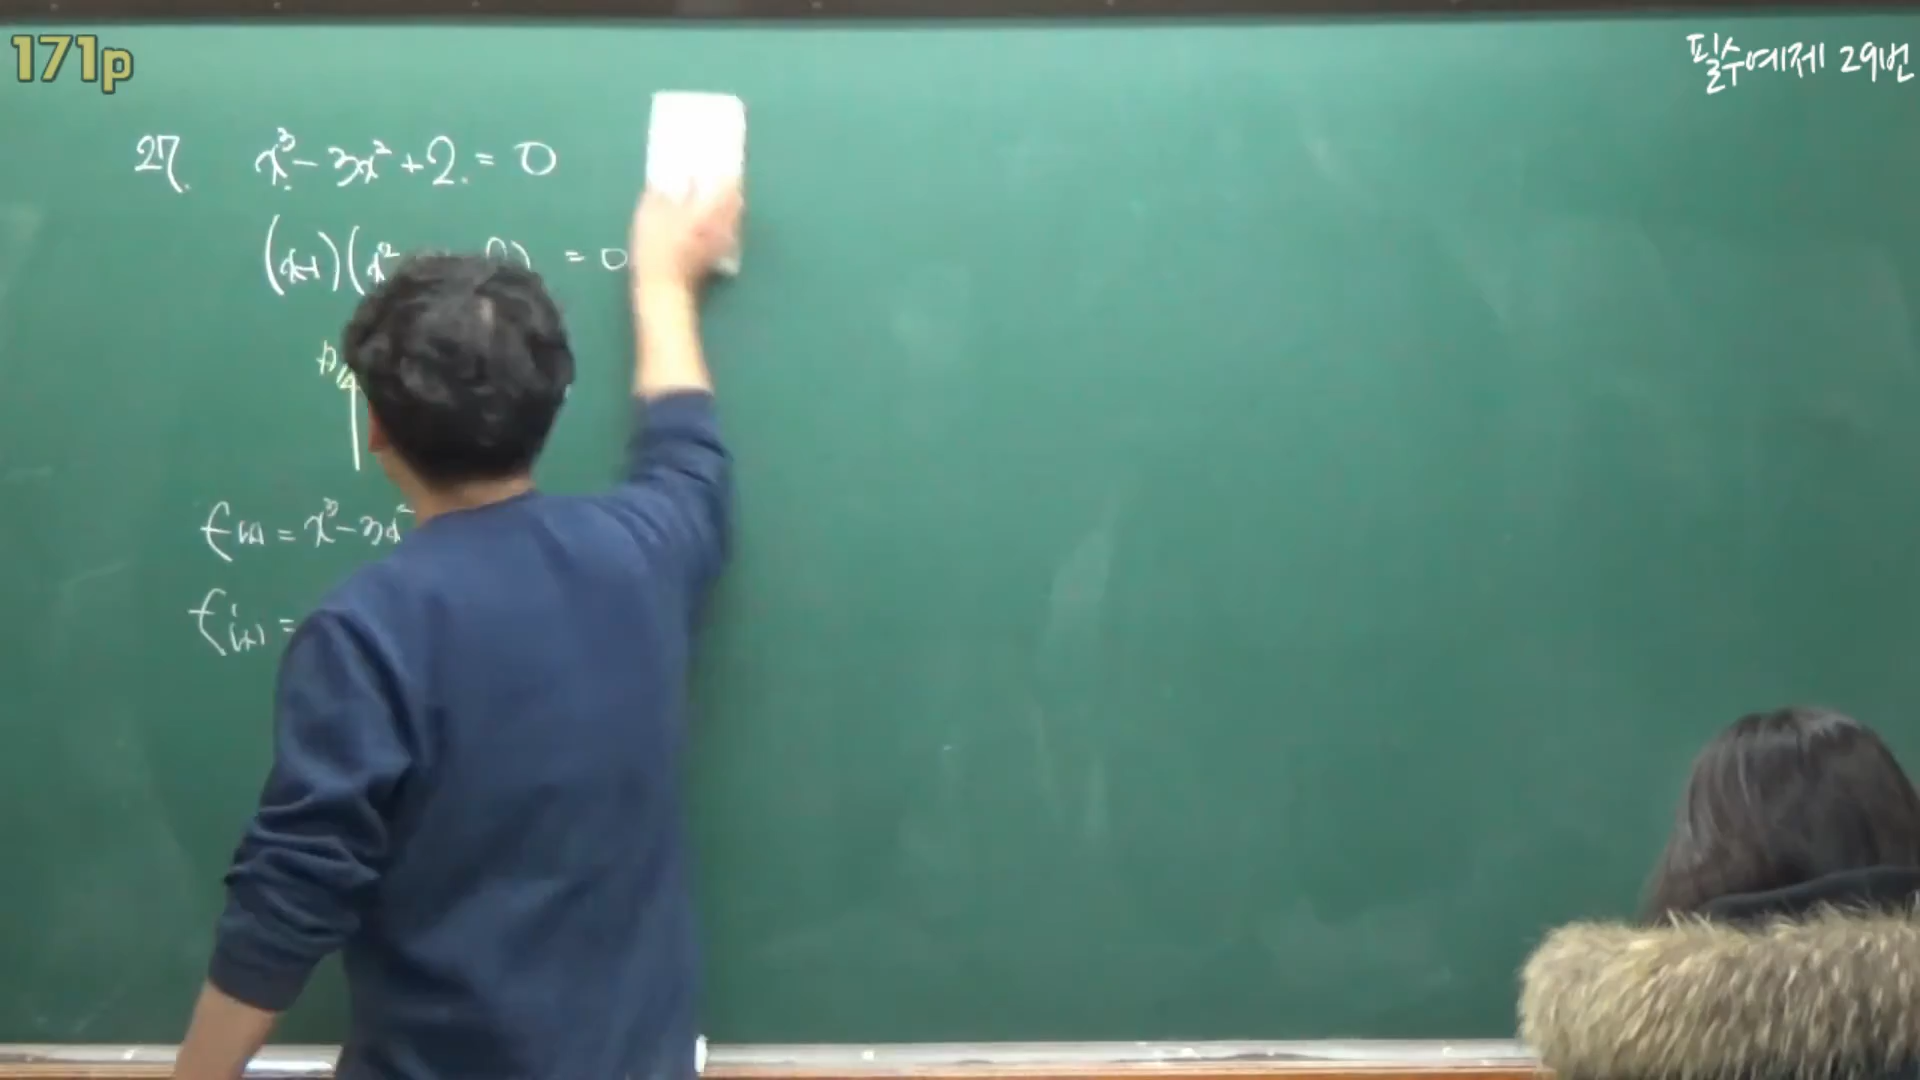 171p
필수예제 29번
27. x³ - 3x² + 2 = 0
(x-1)(x² = 0
f(x) = x³ - 3x²
f'(x) =